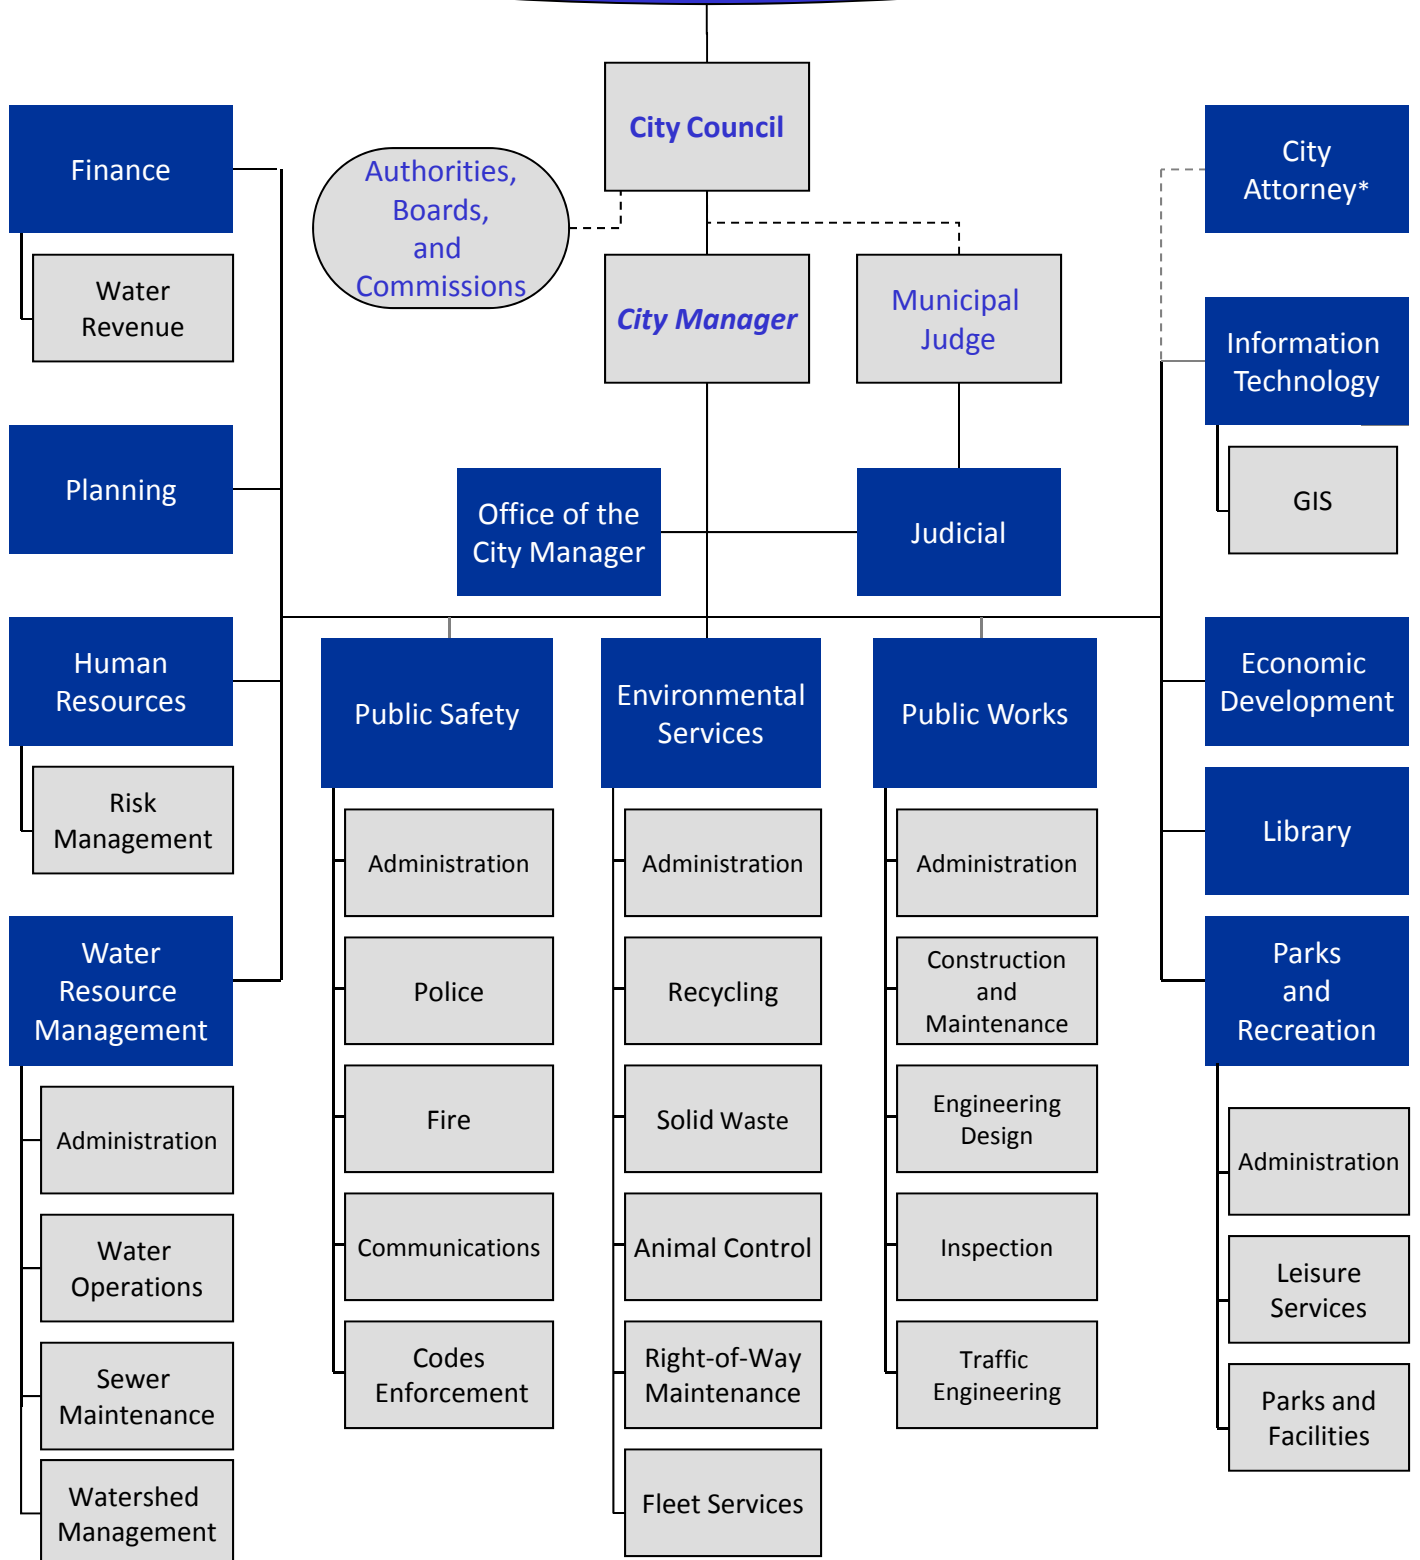 City Council
Authorities,
Boards,
and
Commissions
City Manager
Municipal
Judge
Office of the
City Manager
Judicial
Finance
Water
Revenue
Planning
Human
Resources
Risk
Management
Water
Resource
Management
Administration
Water
Operations
Sewer
Maintenance
Watershed
Management
Public Safety
Administration
Police
Fire
Communications
Codes
Enforcement
Environmental
Services
Administration
Recycling
Solid Waste
Animal Control
Right-of-Way
Maintenance
Fleet Services
Public Works
Administration
Construction
and
Maintenance
Engineering
Design
Inspection
Traffic
Engineering
City
Attorney*
Information
Technology
GIS
Economic
Development
Library
Parks
and
Recreation
Administration
Leisure
Services
Parks and
Facilities